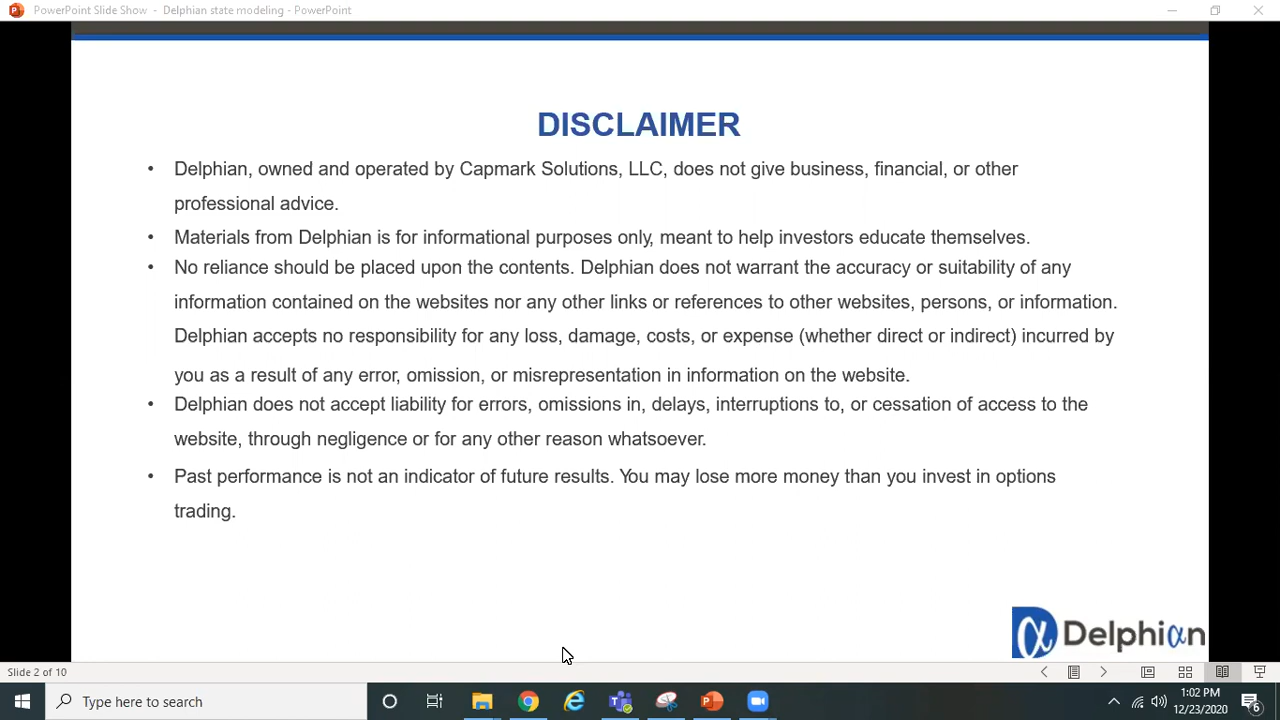 PowerPoint Slide Show - Delphian state modeling - PowerPoint
DISCLAIMER
• Delphian, owned and operated by Capmark Solutions, LLC, does not give business, financial, or other
professional advice.
• Materials from Delphian is for informational purposes only, meant to help investors educate themselves.
• No reliance should be placed upon the contents. Delphian does not warrant the accuracy or suitability of any
information contained on the websites nor any other links or references to other websites, persons, or information.
Delphian accepts no responsibility for any loss, damage, costs, or expense (whether direct or indirect) incurred by
you as a result of any error, omission, or misrepresentation in information on the website.
• Delphian does not accept liability for errors, omissions in, delays, interruptions to, or cessation of access to the
website, through negligence or for any other reason whatsoever.
• Past performance is not an indicator of future results. You may lose more money than you invest in options
trading.
α Delphiαn
Slide 2 of 10
Type here to search
1:02 PM
12/23/2020
6